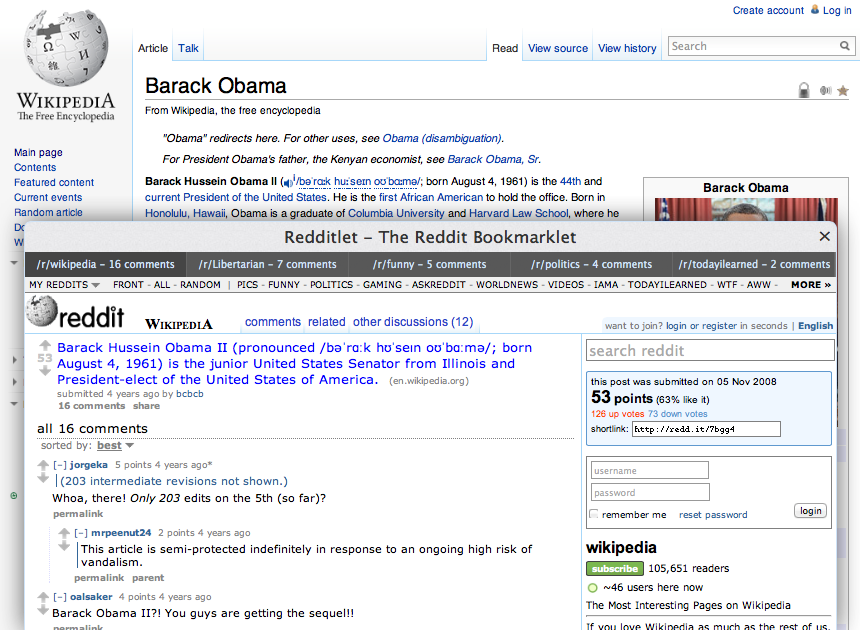 Create account Log in
Article Talk Read View source View history Search
Barack Obama
WIKIPEDIA
The Free Encyclopedia
From Wikipedia, the free encyclopedia
"Obama" redirects here. For other uses, see Obama (disambiguation).
For President Obama's father, the Kenyan economist, see Barack Obama, Sr.
Main page
Contents
Featured content
Current events
Random article
Barack Hussein Obama II (/bəˈrɑːk huːˈseɪn oʊˈbɑːmə/; born August 4, 1961) is the 44th and
current President of the United States. He is the first African American to hold the office. Born in
Honolulu, Hawaii, Obama is a graduate of Columbia University and Harvard Law School, where he
Barack Obama
Redditlet – The Reddit Bookmarklet ×
/r/wikipedia – 16 comments /r/Libertarian – 7 comments /r/funny – 5 comments /r/politics – 4 comments /r/todayilearned – 2 comments
MY REDDITS FRONT - ALL - RANDOM | PICS - FUNNY - POLITICS - GAMING - ASKREDDIT - WORLDNEWS - VIDEOS - IAMA - TODAYILEARNED - WTF - AWW - MORE »
reddit WIKIPEDIA comments related other discussions (12)
want to join? login or register in seconds | English
Barack Hussein Obama II (pronounced /bəˈrɑːk hʊˈseɪn oʊˈbɑːmə/; born
August 4, 1961) is the junior United States Senator from Illinois and
President-elect of the United States of America. (en.wikipedia.org)
53
submitted 4 years ago by bcbcb
16 comments share
all 16 comments
sorted by: best
[–] jorgeka 5 points 4 years ago*
(203 intermediate revisions not shown.)
Whoa, there! Only 203 edits on the 5th (so far)?
permalink
[–] mrpeenut24 2 points 4 years ago
This article is semi-protected indefinitely in response to an ongoing high risk of
vandalism.
permalink parent
[–] oalsaker 4 points 4 years ago
Barack Obama II?! You guys are getting the sequel!!
permalink
search reddit
this post was submitted on 05 Nov 2008
53 points (63% like it)
126 up votes 73 down votes
shortlink: http://redd.it/7bgg4
username
password
remember me reset password login
wikipedia
subscribe 105,651 readers
~46 users here now
The Most Interesting Pages on Wikipedia
If you love Wikipedia as much as the rest of us,